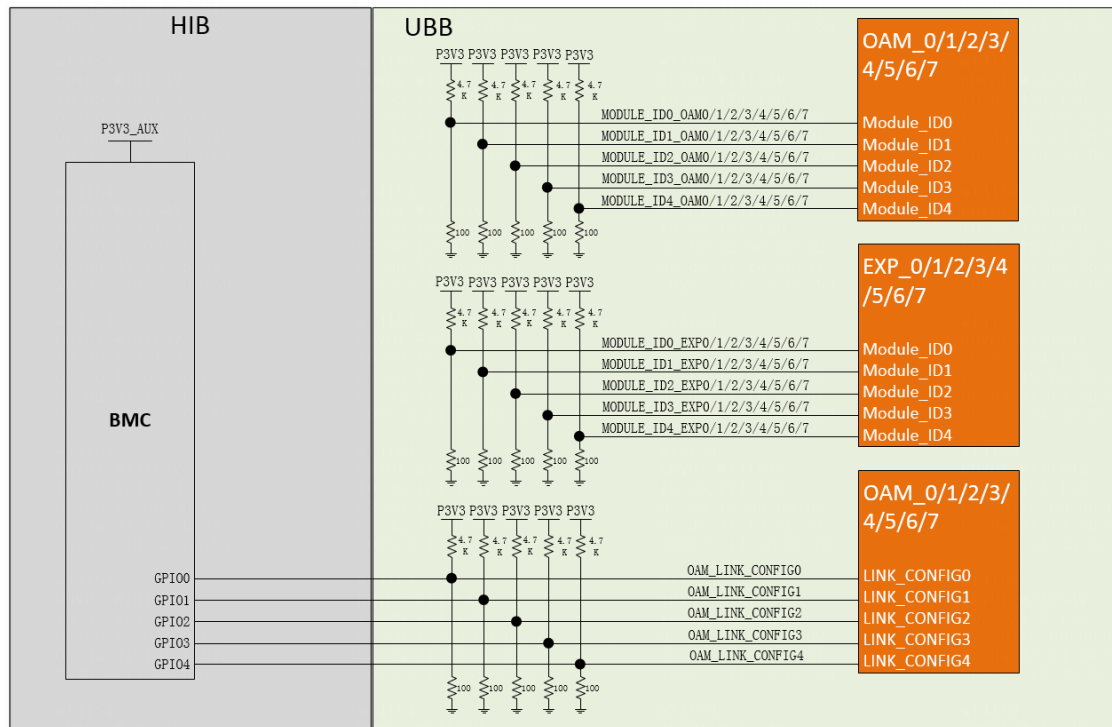 HIB
UBB
P3V3 P3V3 P3V3 P3V3 P3V3
4.7 K 4.7 K 4.7 K 4.7 K 4.7 K
OAM_0/1/2/3/
4/5/6/7
MODULE_ID0_OAM0/1/2/3/4/5/6/7 Module_ID0
MODULE_ID1_OAM0/1/2/3/4/5/6/7 Module_ID1
MODULE_ID2_OAM0/1/2/3/4/5/6/7 Module_ID2
MODULE_ID3_OAM0/1/2/3/4/5/6/7 Module_ID3
MODULE_ID4_OAM0/1/2/3/4/5/6/7 Module_ID4
100 100 100 100 100
P3V3_AUX
BMC
P3V3 P3V3 P3V3 P3V3 P3V3
4.7 K 4.7 K 4.7 K 4.7 K 4.7 K
EXP_0/1/2/3/4
/5/6/7
MODULE_ID0_EXP0/1/2/3/4/5/6/7 Module_ID0
MODULE_ID1_EXP0/1/2/3/4/5/6/7 Module_ID1
MODULE_ID2_EXP0/1/2/3/4/5/6/7 Module_ID2
MODULE_ID3_EXP0/1/2/3/4/5/6/7 Module_ID3
MODULE_ID4_EXP0/1/2/3/4/5/6/7 Module_ID4
100 100 100 100 100
P3V3 P3V3 P3V3 P3V3 P3V3
4.7 K 4.7 K 4.7 K 4.7 K 4.7 K
OAM_0/1/2/3/
4/5/6/7
GPIO0 OAM_LINK_CONFIG0 LINK_CONFIG0
GPIO1 OAM_LINK_CONFIG1 LINK_CONFIG1
GPIO2 OAM_LINK_CONFIG2 LINK_CONFIG2
GPIO3 OAM_LINK_CONFIG3 LINK_CONFIG3
GPIO4 OAM_LINK_CONFIG4 LINK_CONFIG4
100 100 100 100 100